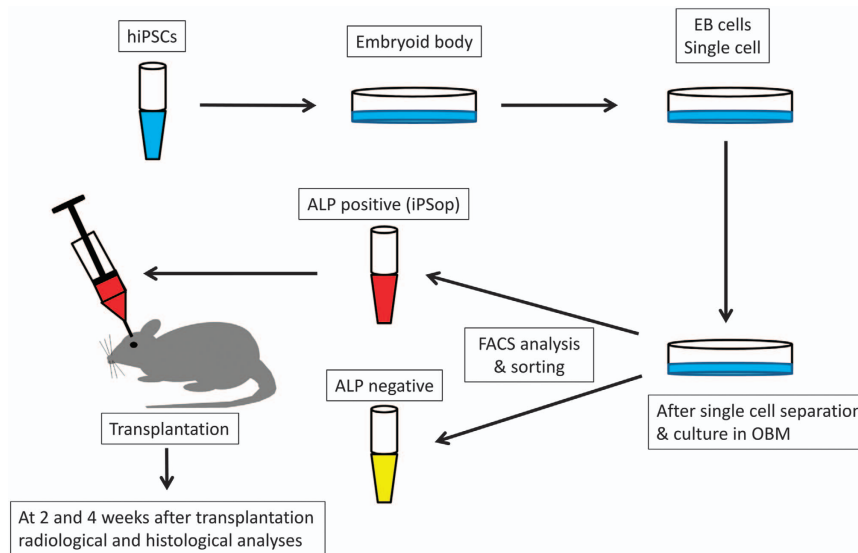 hiPSCs
Embryoid body
EB cells
Single cell
ALP positive (iPSop)
FACS analysis
& sorting
ALP negative
After single cell separation
& culture in OBM
Transplantation
At 2 and 4 weeks after transplantation
radiological and histological analyses